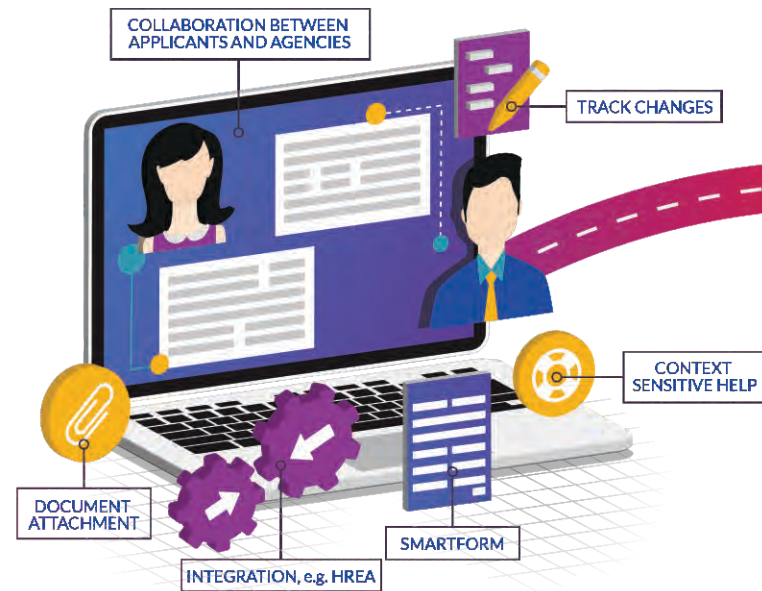 COLLABORATION BETWEEN
APPLICANTS AND AGENCIES
TRACK CHANGES
CONTEXT
SENSITIVE HELP
DOCUMENT
ATTACHMENT
SMARTFORM
INTEGRATION, e.g. HREA